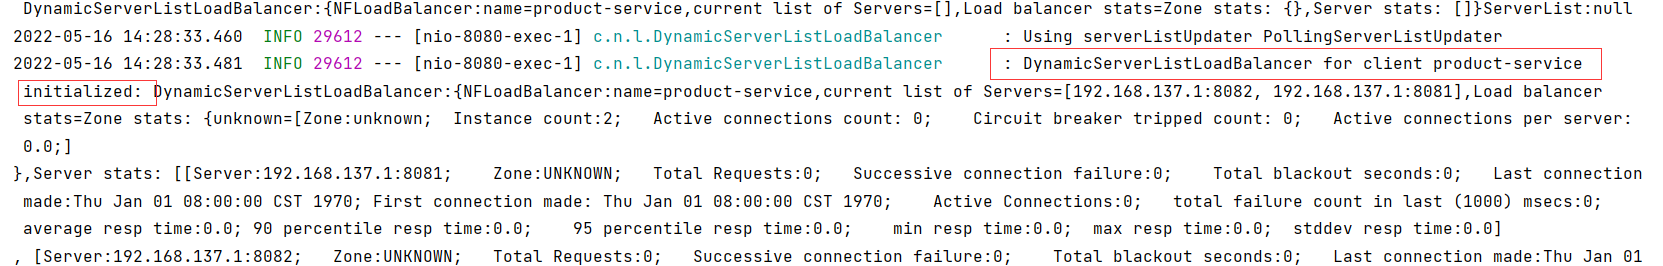 DynamicServerListLoadBalancer:{NFLoadBalancer:name=product-service,current list of Servers=[],Load balancer stats=Zone stats: {},Server stats: []}ServerList:null
2022-05-16 14:28:33.460  INFO 29612 --- [nio-8080-exec-1] c.n.l.DynamicServerListLoadBalancer      : Using serverListUpdater PollingServerListUpdater
2022-05-16 14:28:33.481  INFO 29612 --- [nio-8080-exec-1] c.n.l.DynamicServerListLoadBalancer      : DynamicServerListLoadBalancer for client product-service
initialized: DynamicServerListLoadBalancer:{NFLoadBalancer:name=product-service,current list of Servers=[192.168.137.1:8082, 192.168.137.1:8081],Load balancer
stats=Zone stats: {unknown=[Zone:unknown;  Instance count:2;   Active connections count: 0;    Circuit breaker tripped count: 0;   Active connections per server:
0.0;]
},Server stats: [[Server:192.168.137.1:8081;    Zone:UNKNOWN;   Total Requests:0;   Successive connection failure:0;    Total blackout seconds:0;   Last connection
made:Thu Jan 01 08:00:00 CST 1970; First connection made: Thu Jan 01 08:00:00 CST 1970;    Active Connections:0;   total failure count in last (1000) msecs:0;
average resp time:0.0; 90 percentile resp time:0.0;    95 percentile resp time:0.0;    min resp time:0.0;  max resp time:0.0;  stddev resp time:0.0]
, [Server:192.168.137.1:8082;   Zone:UNKNOWN;   Total Requests:0;   Successive connection failure:0;    Total blackout seconds:0;   Last connection made:Thu Jan 01